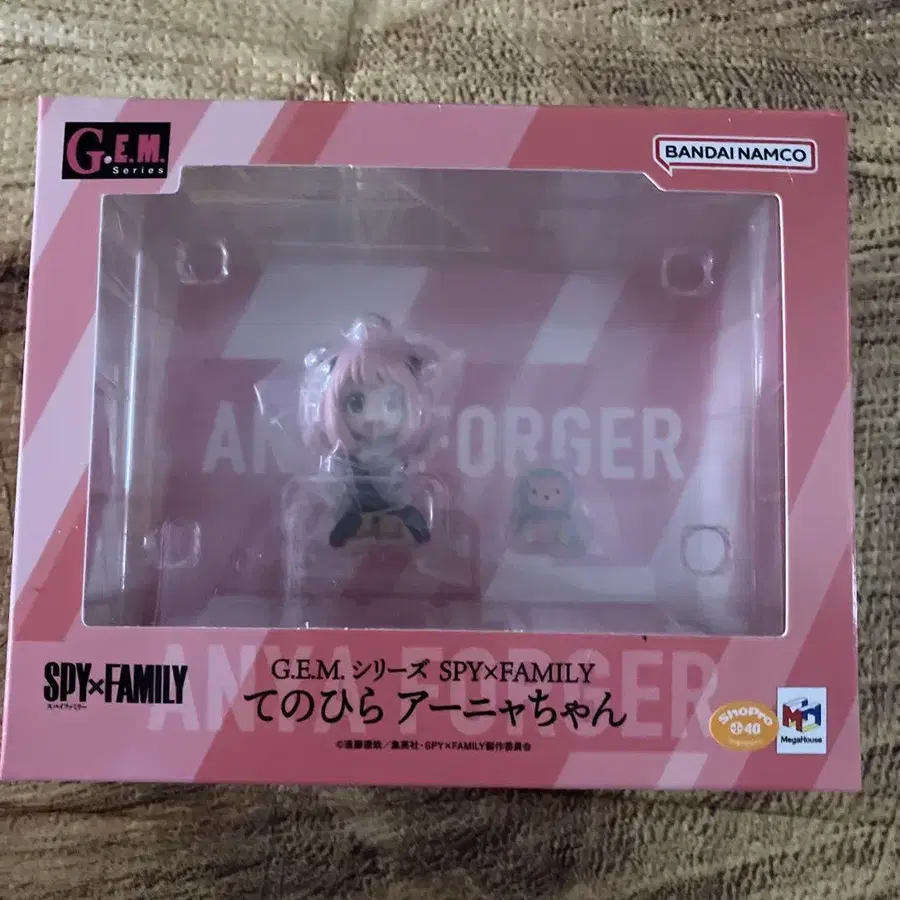 G.E.M.
Series
BANDAI NAMCO
ANYA FORGER
ANYA FORGER
SPY×FAMILY
スパイファミリー
G.E.M. シリーズ SPY×FAMILY
てのひら アーニャちゃん
©遠藤達哉／集英社・SPY×FAMILY製作委員会
ShoPro
40
MegaHouse